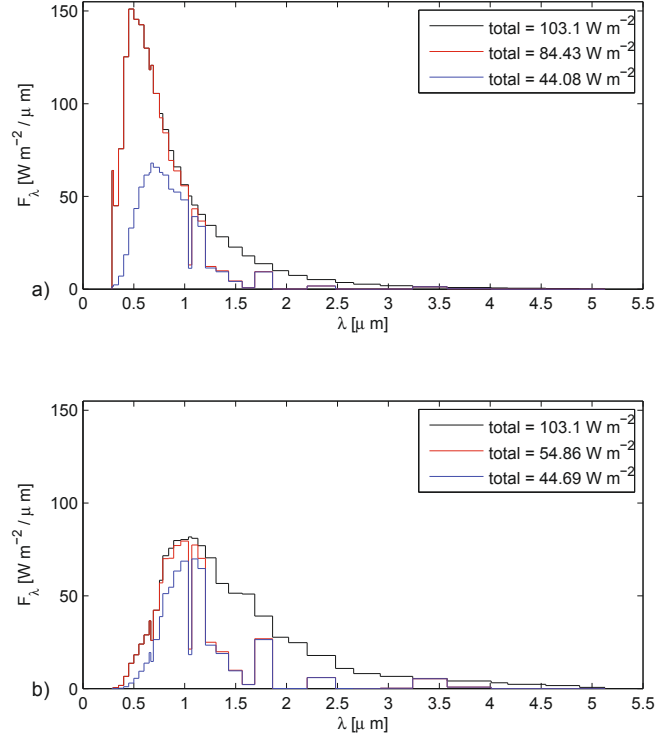 150
100
50
0
F_λ [W m⁻² / μ m]
total = 103.1 W m⁻²
total = 84.43 W m⁻²
total = 44.08 W m⁻²
a)
0 0.5 1 1.5 2 2.5 3 3.5 4 4.5 5 5.5
λ [μ m]
150
100
50
0
F_λ [W m⁻² / μ m]
total = 103.1 W m⁻²
total = 54.86 W m⁻²
total = 44.69 W m⁻²
b)
0 0.5 1 1.5 2 2.5 3 3.5 4 4.5 5 5.5
λ [μ m]